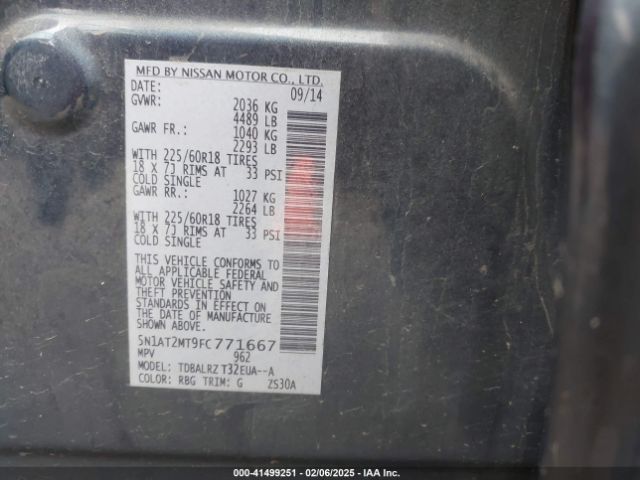 MFD BY NISSAN MOTOR CO., LTD.
DATE: 09/14
GVWR: 2036 KG
4489 LB
GAWR FR.: 1040 KG
2293 LB
WITH 225/60R18 TIRES
18 X 7J RIMS AT 33 PSI
COLD SINGLE
GAWR RR.: 1027 KG
2264 LB
WITH 225/60R18 TIRES
18 X 7J RIMS AT 33 PSI
COLD SINGLE
THIS VEHICLE CONFORMS TO
ALL APPLICABLE FEDERAL
MOTOR VEHICLE SAFETY AND
THEFT PREVENTION
STANDARDS IN EFFECT ON
THE DATE OF MANUFACTURE
SHOWN ABOVE.
5N1AT2MT9FC771667
MPV 962
TYPE: TDBALRZ T32EUA--A
COLOR: RBG TRIM: G ZS30A
000-41499251 - 02/06/2025 - IAA Inc.